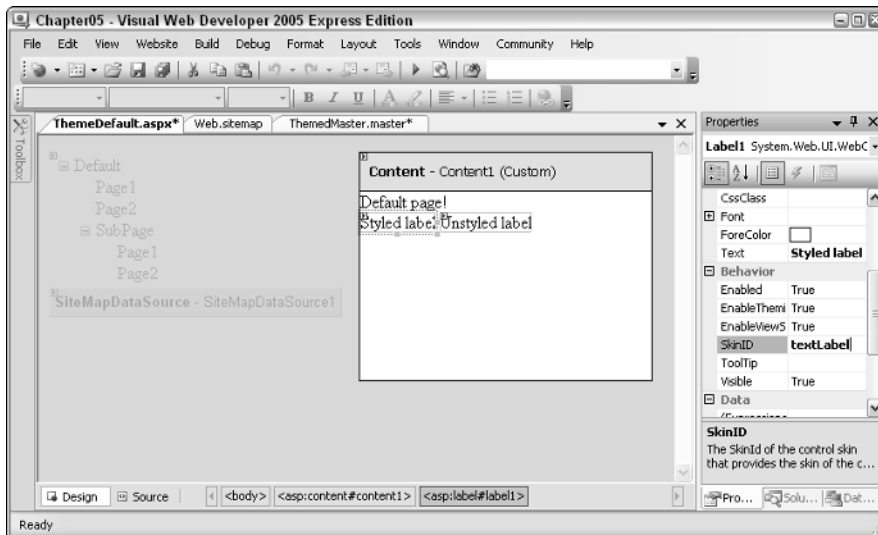 Chapter05 - Visual Web Developer 2005 Express Edition
File Edit View Website Build Debug Format Layout Tools Window Community Help
B I U A
Toolbox
ThemeDefault.aspx* Web.sitemap ThemedMaster.master*
Default
Page1
Page2
SubPage
Page1
Page2
SiteMapDataSource - SiteMapDataSource1
Content - Content1 (Custom)
Default page!
Styled label Unstyled label
Properties
Label1 System.Web.UI.WebC
CssClass
Font
ForeColor
Text Styled label
Behavior
Enabled True
EnableThemi True
EnableViewS True
SkinID textLabel
ToolTip
Visible True
Data
SkinID
The SkinId of the control skin
that provides the skin of the c...
Design Source <body> <asp:content#content1> <asp:label#label1>
Pro... Solu... Dat...
Ready